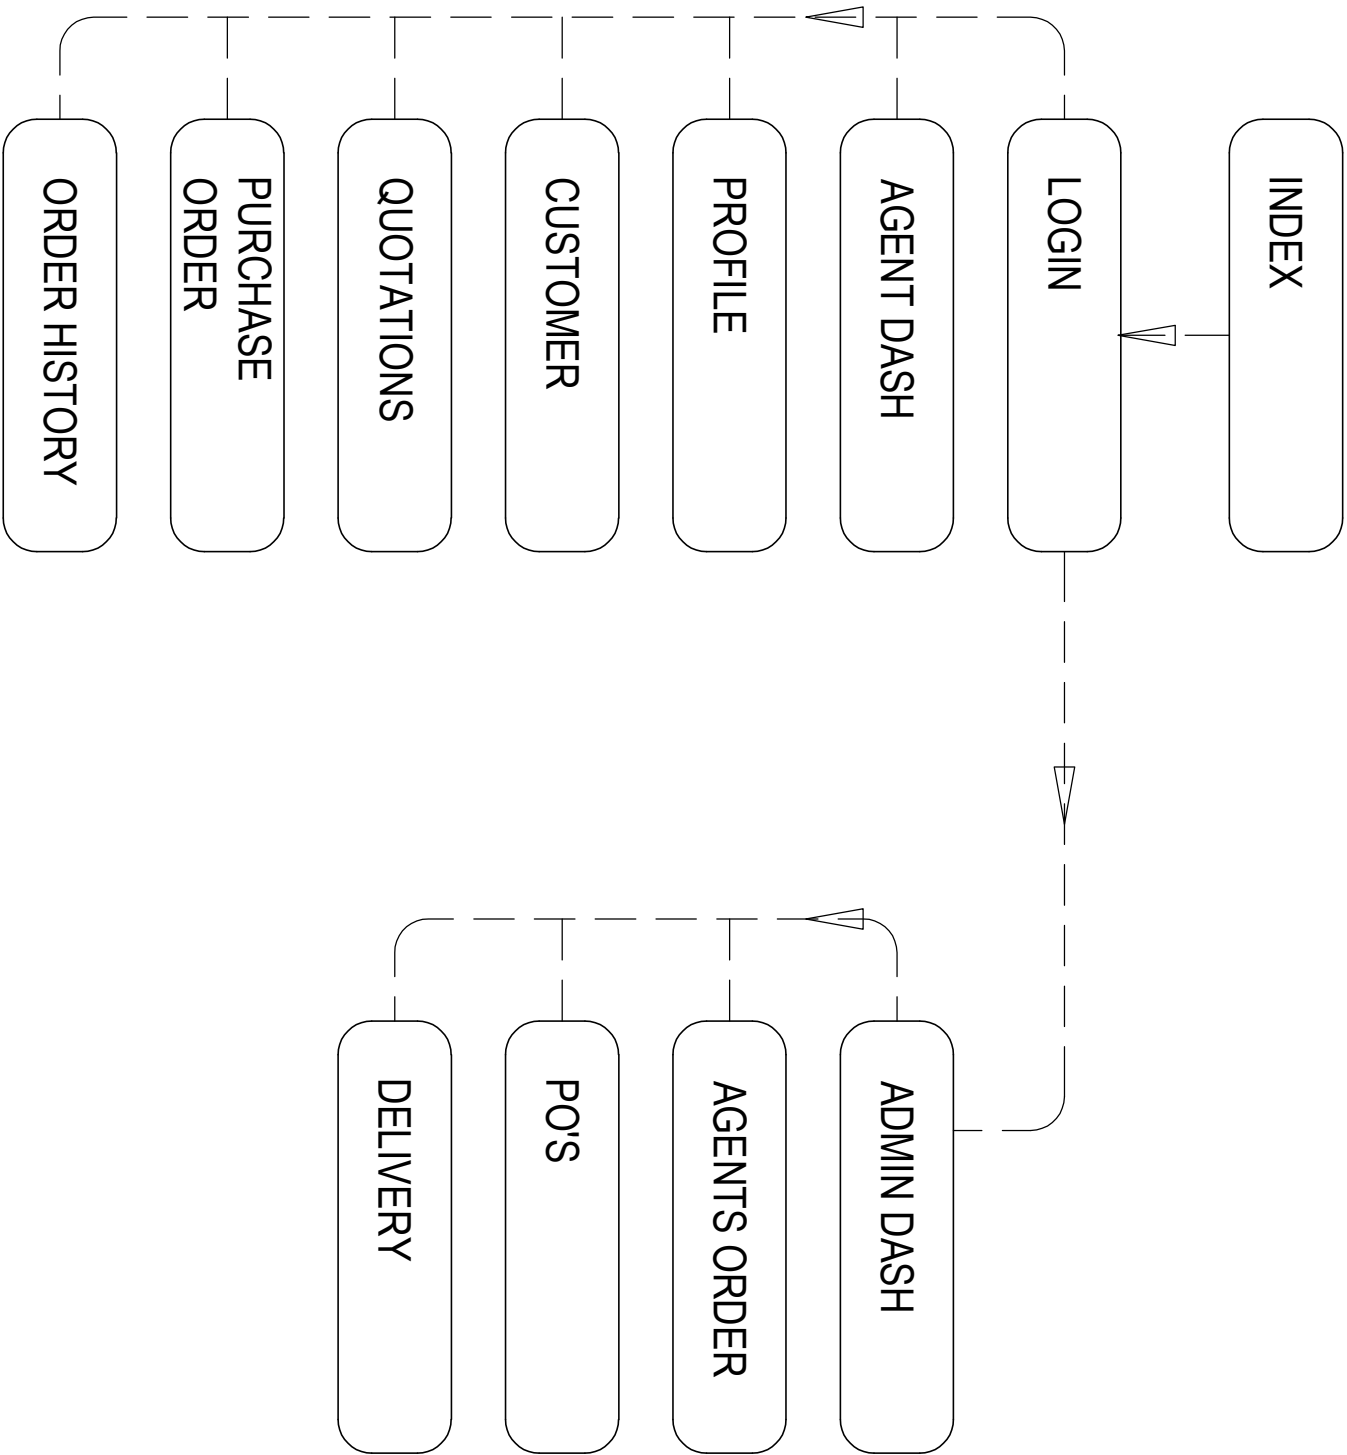 INDEX
LOGIN
AGENT DASH
PROFILE
CUSTOMER
QUOTATIONS
PURCHASE
ORDER
ORDER HISTORY
ADMIN DASH
AGENTS ORDER
PO'S
DELIVERY